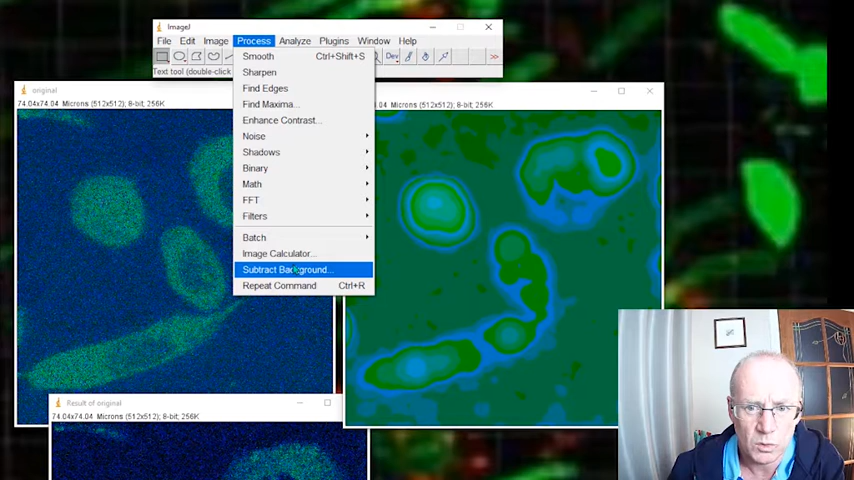 ImageJ
File Edit Image Process Analyze Plugins Window Help
Dev
>>
Text tool (double-click
Smooth Ctrl+Shift+S
Sharpen
Find Edges
Find Maxima...
Enhance Contrast...
Noise
Shadows
Binary
Math
FFT
Filters
Batch
Image Calculator...
Subtract Background...
Repeat Command Ctrl+R
original
74.04x74.04 Microns (512x512); 8-bit; 256K
74.04x74.04 Microns (512x512); 8-bit; 256K
Result of original
74.04x74.04 Microns (512x512); 8-bit; 256K